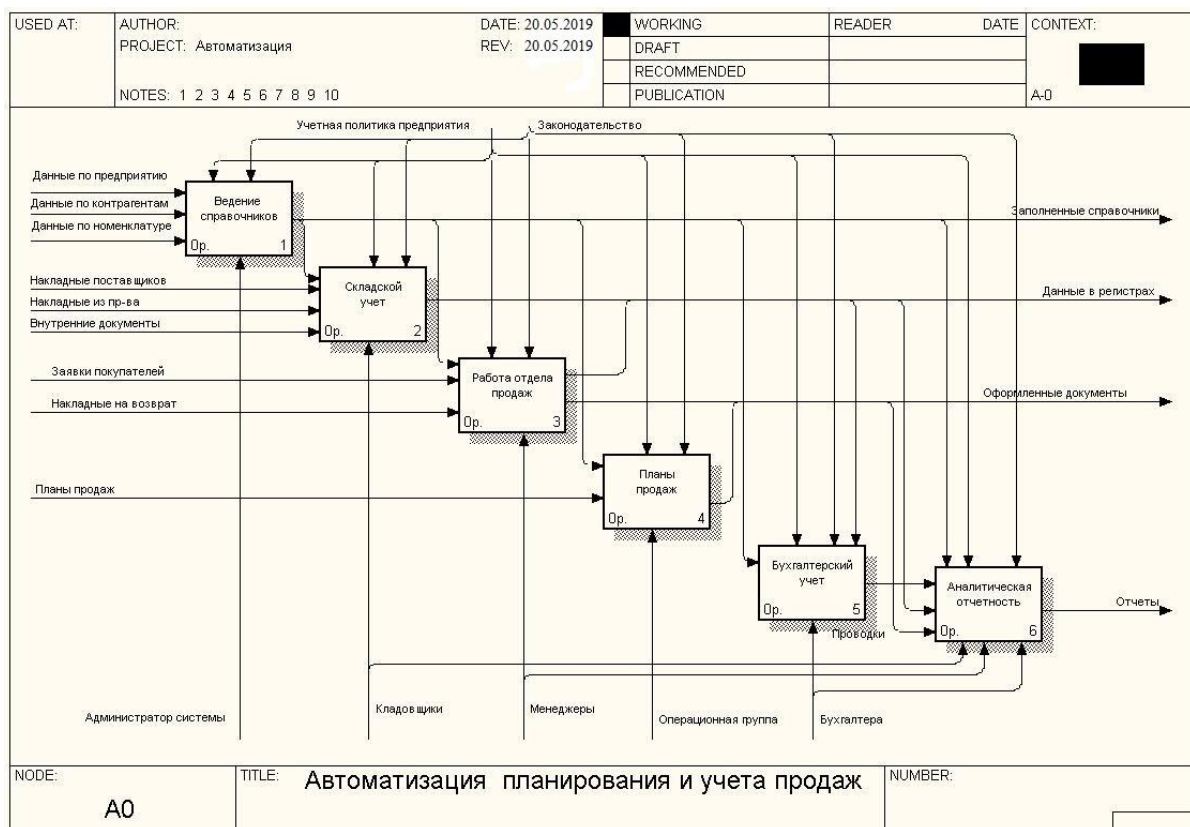 USED AT:
AUTHOR:
DATE: 20.05.2019
PROJECT: Автоматизация
REV: 20.05.2019
NOTES: 1 2 3 4 5 6 7 8 9 10
WORKING
DRAFT
RECOMMENDED
PUBLICATION
READER
DATE
CONTEXT:
A-0
Учетная политика предприятия
Законодательство
Данные по предприятию
Данные по контрагентам
Данные по номенклатуре
Ведение
справочников
0р.
1
Заполненные справочники
Накладные поставщиков
Накладные из пр-ва
Внутренние документы
Складской
учет
0р.
2
Данные в регистрах
Заявки покупателей
Накладные на возврат
Работа отдела
продаж
0р.
3
Оформленные документы
Планы продаж
Планы
продаж
0р.
4
Бухгалтерский
учет
0р.
5
Проводки
Аналитическая
отчетность
0р.
6
Отчеты
Администратор системы
Кладовщики
Менеджеры
Операционная группа
Бухгалтера
NODE:
A0
TITLE:
Автоматизация планирования и учета продаж
NUMBER: